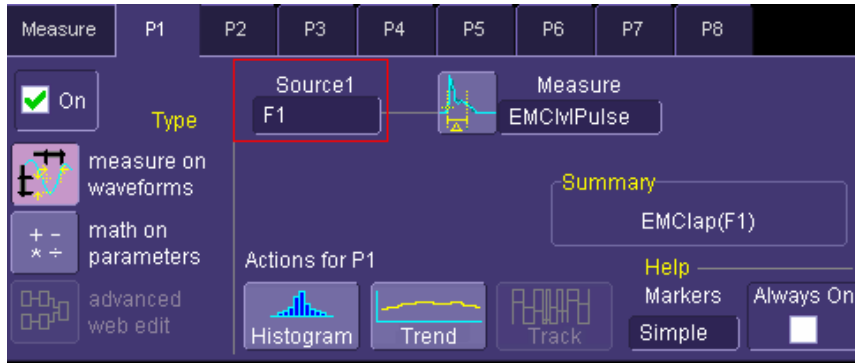 Measure P1 P2 P3 P4 P5 P6 P7 P8
On
Type
Source1
F1
Measure
EMClvlPulse
measure on
waveforms
math on
parameters
advanced
web edit
Summary
EMClap(F1)
Actions for P1
Histogram
Trend
Track
Help
Markers
Simple
Always On